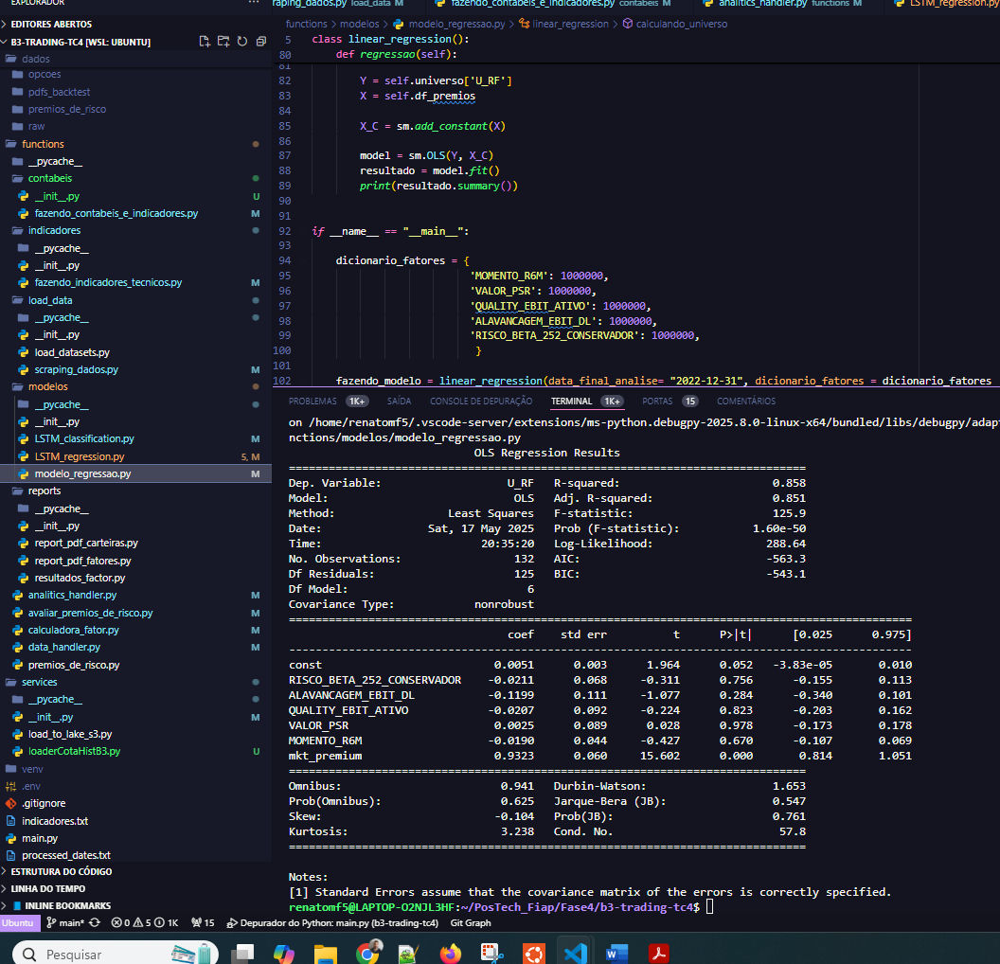 EXPLORADOR
EDITORES ABERTOS
B3-TRADING-TC4 [WSL: UBUNTU]
dados
opcoes
pdfs_backtest
premios_de_risco
raw
functions
__pycache__
contabeis
__init__.py U
fazendo_contabeis_e_indicadores.py M
indicadores
__pycache__
__init__.py
fazendo_indicadores_tecnicos.py M
load_data
__pycache__
__init__.py
load_datasets.py
scraping_dados.py M
modelos
__pycache__
__init__.py
LSTM_classification.py M
LSTM_regression.py 5, M
modelo_regressao.py M
reports
__pycache__
__init__.py
report_pdf_carteiras.py
report_pdf_fatores.py
resultados_factor.py
analitics_handler.py M
avaliar_premios_de_risco.py M
calculadora_fator.py M
data_handler.py M
premios_de_risco.py
services
__pycache__
__init__.py M
load_to_lake_s3.py
loaderCotaHistB3.py U
venv
.env
.gitignore
indicadores.txt
main.py
processed_dates.txt
ESTRUTURA DO CÓDIGO
LINHA DO TEMPO
INLINE BOOKMARKS
raping_dados.py load_data M fazendo_contabeis_e_indicadores.py contabeis M analitics_handler.py functions M LSTM_regression.py
functions > modelos > modelo_regressao.py > linear_regression > calculando_universo
5 class linear_regression():
80 def regressao(self):
81
82 Y = self.universo['U_RF']
83 X = self.df_premios
84
85 X_C = sm.add_constant(X)
86
87 model = sm.OLS(Y, X_C)
88 resultado = model.fit()
89 print(resultado.summary())
90
91
92 if __name__ == "__main__":
93
94 dicionario_fatores = {
95 'MOMENTO_R6M': 1000000,
96 'VALOR_PSR': 1000000,
97 'QUALITY_EBIT_ATIVO': 1000000,
98 'ALAVANCAGEM_EBIT_DL': 1000000,
99 'RISCO_BETA_252_CONSERVADOR': 1000000,
100 }
101
102 fazendo_modelo = linear_regression(data_final_analise= "2022-12-31", dicionario_fatores = dicionario_fatores
PROBLEMAS 1K+ SAÍDA CONSOLE DE DEPURAÇÃO TERMINAL 1K+ PORTAS 15 COMENTÁRIOS
on /home/renatomf5/.vscode-server/extensions/ms-python.debugpy-2025.8.0-linux-x64/bundled/libs/debugpy/adap
nctions/modelos/modelo_regressao.py
OLS Regression Results
==============================================================================
Dep. Variable: U_RF R-squared: 0.858
Model: OLS Adj. R-squared: 0.851
Method: Least Squares F-statistic: 125.9
Date: Sat, 17 May 2025 Prob (F-statistic): 1.60e-50
Time: 20:35:20 Log-Likelihood: 288.64
No. Observations: 132 AIC: -563.3
Df Residuals: 125 BIC: -543.1
Df Model: 6
Covariance Type: nonrobust
==============================================================================================
coef std err t P>|t| [0.025 0.975]
----------------------------------------------------------------------------------------------
const 0.0051 0.003 1.964 0.052 -3.83e-05 0.010
RISCO_BETA_252_CONSERVADOR -0.0211 0.068 -0.311 0.756 -0.155 0.113
ALAVANCAGEM_EBIT_DL -0.1199 0.111 -1.077 0.284 -0.340 0.101
QUALITY_EBIT_ATIVO -0.0207 0.092 -0.224 0.823 -0.203 0.162
VALOR_PSR 0.0025 0.089 0.028 0.978 -0.173 0.178
MOMENTO_R6M -0.0190 0.044 -0.427 0.670 -0.107 0.069
mkt_premium 0.9323 0.060 15.602 0.000 0.814 1.051
==============================================================================
Omnibus: 0.941 Durbin-Watson: 1.653
Prob(Omnibus): 0.625 Jarque-Bera (JB): 0.547
Skew: -0.104 Prob(JB): 0.761
Kurtosis: 3.238 Cond. No. 57.8
==============================================================================
Notes:
[1] Standard Errors assume that the covariance matrix of the errors is correctly specified.
renatomf5@LAPTOP-O2NJL3HF:~/PosTech_Fiap/Fase4/b3-trading-tc4$
Ubuntu main* 0 5 1K 15 Depurador do Python: main.py (b3-trading-tc4) Git Graph
Pesquisar